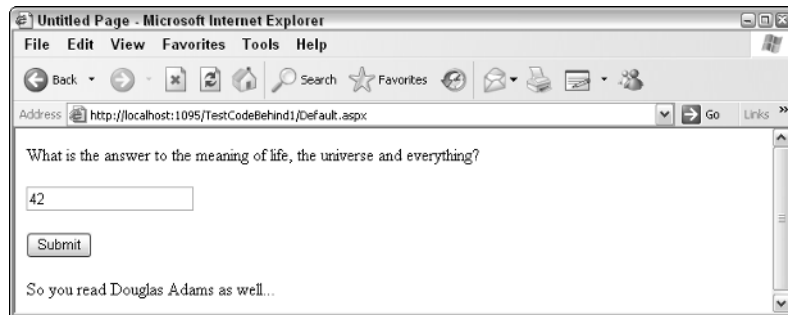 Untitled Page - Microsoft Internet Explorer
File Edit View Favorites Tools Help
Back Search Favorites
Address http://localhost:1095/TestCodeBehind1/Default.aspx Go Links »
What is the answer to the meaning of life, the universe and everything?
42
Submit
So you read Douglas Adams as well...